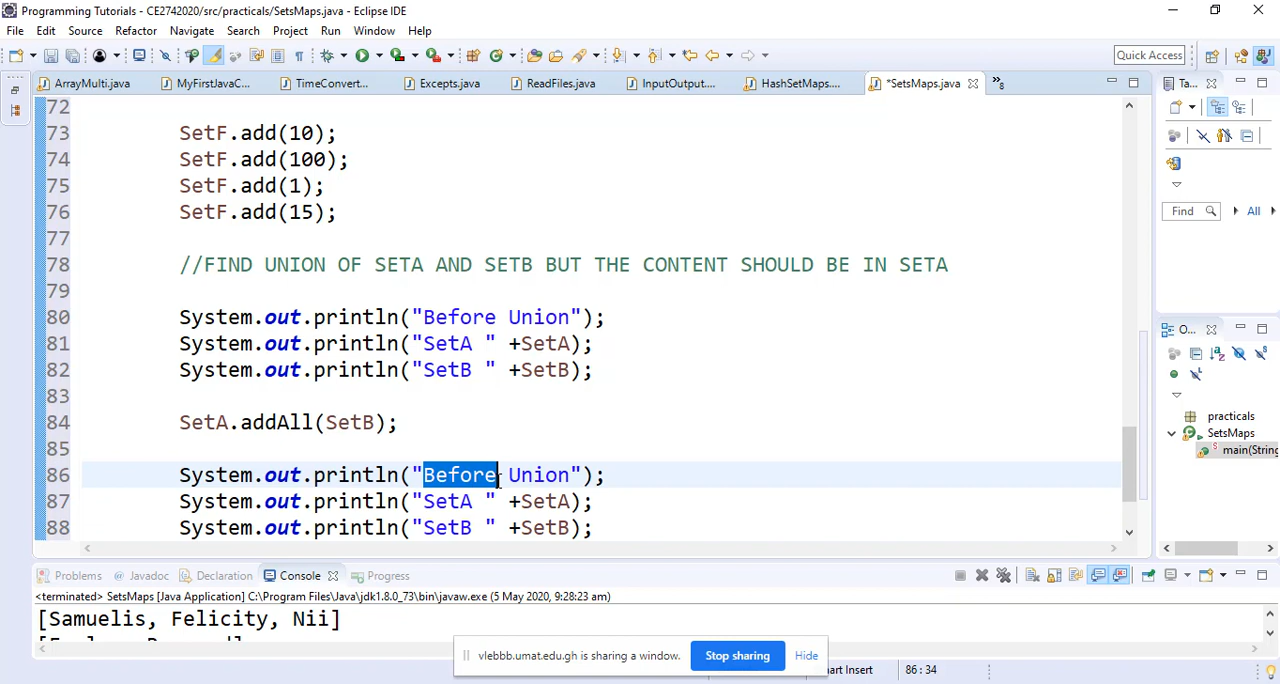 Programming Tutorials - CE2742020/src/practicals/SetsMaps.java - Eclipse IDE
File Edit Source Refactor Navigate Search Project Run Window Help
Quick Access
ArrayMulti.java MyFirstJavaC... TimeConvert... Excepts.java ReadFiles.java InputOutput.... HashSetMaps.... *SetsMaps.java »8
Ta...
72
73 SetF.add(10);
74 SetF.add(100);
75 SetF.add(1);
76 SetF.add(15);
77
78 //FIND UNION OF SETA AND SETB BUT THE CONTENT SHOULD BE IN SETA
79
80 System.out.println("Before Union");
81 System.out.println("SetA " +SetA);
82 System.out.println("SetB " +SetB);
83
84 SetA.addAll(SetB);
85
86 System.out.println("Before Union");
87 System.out.println("SetA " +SetA);
88 System.out.println("SetB " +SetB);
Find All
O...
practicals
SetsMaps
main(String
Problems Javadoc Declaration Console Progress
<terminated> SetsMaps [Java Application] C:\Program Files\Java\jdk1.8.0_73\bin\javaw.exe (5 May 2020, 9:28:23 am)
[Samuelis, Felicity, Nii]
vlebbb.umat.edu.gh is sharing a window. Stop sharing Hide
art Insert 86 : 34